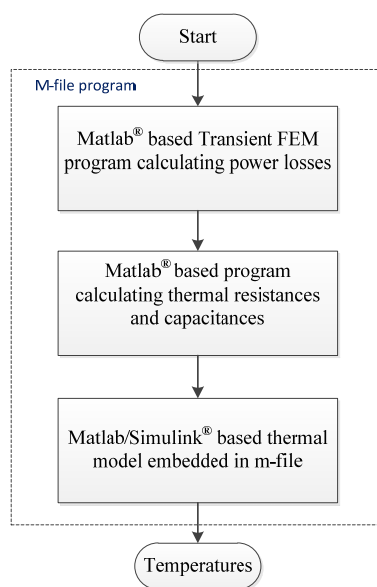 Start
M-file program
Matlab® based Transient FEM
program calculating power losses
Matlab® based program
calculating thermal resistances
and capacitances
Matlab/Simulink® based thermal
model embedded in m-file
Temperatures